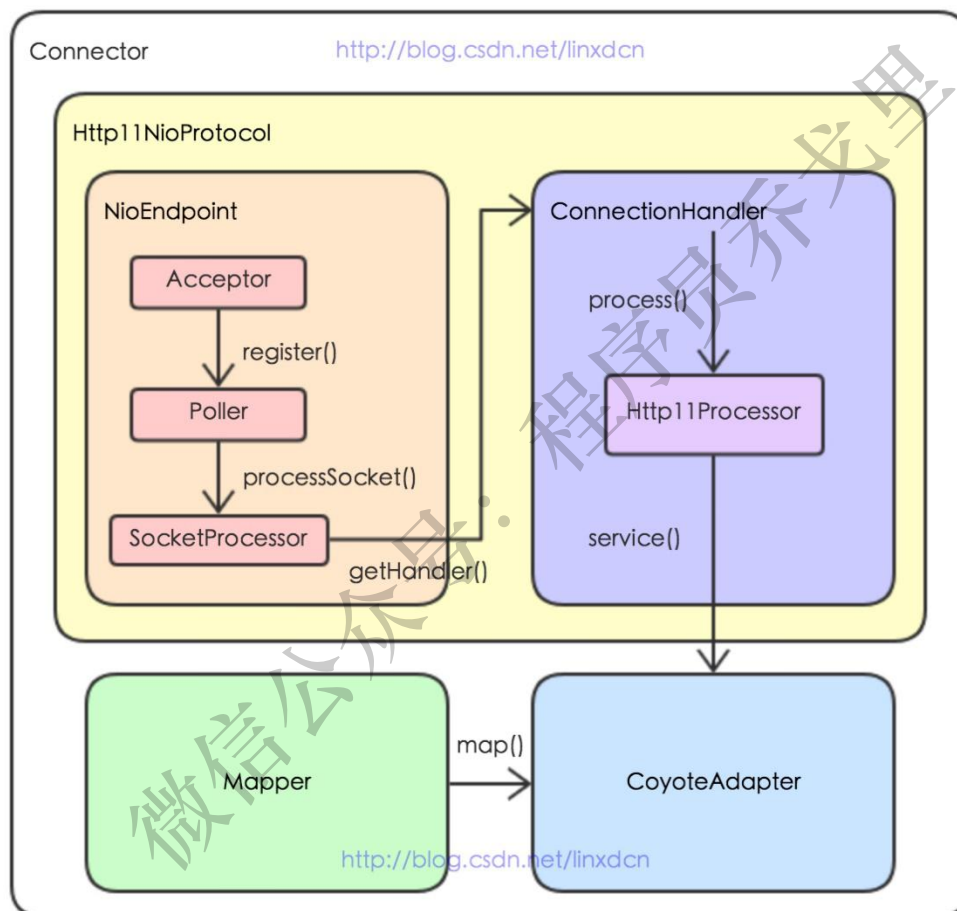 Connector
http://blog.csdn.net/linxdcn
Http11NioProtocol
NioEndpoint
Acceptor
register()
Poller
processSocket()
SocketProcessor
getHandler()
ConnectionHandler
process()
Http11Processor
service()
Mapper
map()
CoyoteAdapter
http://blog.csdn.net/linxdcn
微信公众号：程序员乔戈里